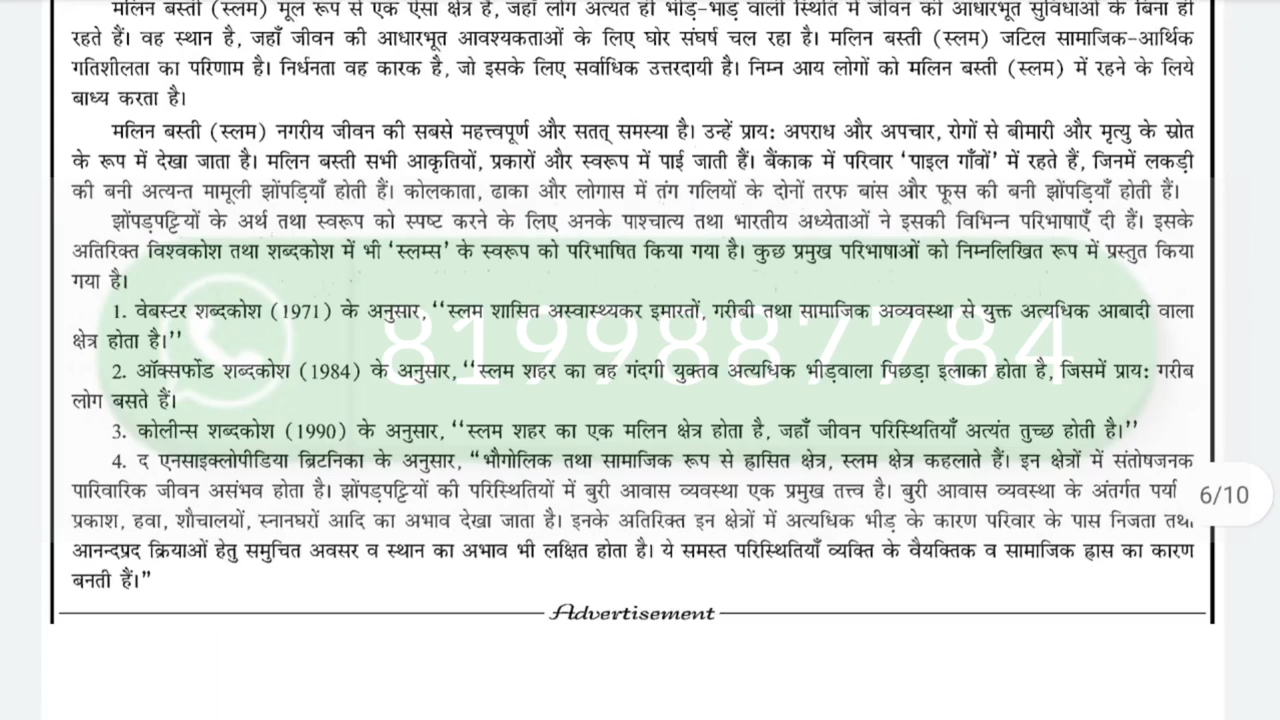 मलिन बस्ती (स्लम) मूल रूप से एक ऐसा क्षेत्र है, जहाँ लोग अत्यंत ही भीड़-भाड़ वाली स्थिति में जीवन की आधारभूत सुविधाओं के बिना ही
रहते हैं। वह स्थान है, जहाँ जीवन की आधारभूत आवश्यकताओं के लिए घोर संघर्ष चल रहा है। मलिन बस्ती (स्लम) जटिल सामाजिक-आर्थिक
गतिशीलता का परिणाम है। निर्धनता वह कारक है, जो इसके लिए सर्वाधिक उत्तरदायी है। निम्न आय लोगों को मलिन बस्ती (स्लम) में रहने के लिये
बाध्य करता है।
मलिन बस्ती (स्लम) नगरीय जीवन की सबसे महत्त्वपूर्ण और सतत् समस्या है। उन्हें प्राय: अपराध और अपचार, रोगों से बीमारी और मृत्यु के स्रोत
के रूप में देखा जाता है। मलिन बस्ती सभी आकृतियों, प्रकारों और स्वरूप में पाई जाती हैं। बैंकाक में परिवार ‘पाइल गाँवों’ में रहते हैं, जिनमें लकड़ी
की बनी अत्यन्त मामूली झोंपड़ियाँ होती हैं। कोलकाता, ढाका और लोगास में तंग गलियों के दोनों तरफ बांस और फूस की बनी झोंपड़ियाँ होती हैं।
झोंपड़पट्टियों के अर्थ तथा स्वरूप को स्पष्ट करने के लिए अनके पाश्चात्य तथा भारतीय अध्येताओं ने इसकी विभिन्न परिभाषाएँ दी हैं। इसके
अतिरिक्त विश्वकोश तथा शब्दकोश में भी ‘स्लम्स’ के स्वरूप को परिभाषित किया गया है। कुछ प्रमुख परिभाषाओं को निम्नलिखित रूप में प्रस्तुत किया
गया है।
1. वेबस्टर शब्दकोश (1971) के अनुसार, ‘‘स्लम शासित अस्वास्थ्यकर इमारतों, गरीबी तथा सामाजिक अव्यवस्था से युक्त अत्यधिक आबादी वाला
क्षेत्र होता है।’’
8199887784
2. ऑक्सफोर्ड शब्दकोश (1984) के अनुसार, ‘‘स्लम शहर का वह गंदगी युक्तव अत्यधिक भीड़वाला पिछड़ा इलाका होता है, जिसमें प्राय: गरीब
लोग बसते हैं।
3. कोलीन्स शब्दकोश (1990) के अनुसार, ‘‘स्लम शहर का एक मलिन क्षेत्र होता है, जहाँ जीवन परिस्थितियाँ अत्यंत तुच्छ होती है।’’
4. द एनसाइक्लोपीडिया ब्रिटनिका के अनुसार, “भौगोलिक तथा सामाजिक रूप से ह्रासित क्षेत्र, स्लम क्षेत्र कहलाते हैं। इन क्षेत्रों में संतोषजनक
पारिवारिक जीवन असंभव होता है। झोंपड़पट्टियों की परिस्थितियों में बुरी आवास व्यवस्था एक प्रमुख तत्त्व है। बुरी आवास व्यवस्था के अंतर्गत
6/10
प्रकाश, हवा, शौचालयों, स्नानघरों आदि का अभाव देखा जाता है। इनके अतिरिक्त इन क्षेत्रों में अत्यधिक भीड़ के कारण परिवार के पास निजता तथा
आनन्दप्रद क्रियाओं हेतु समुचित अवसर व स्थान का अभाव भी लक्षित होता है। ये समस्त परिस्थितियाँ व्यक्ति के वैयक्तिक व सामाजिक ह्रास का कारण
बनती हैं।”
Advertisement